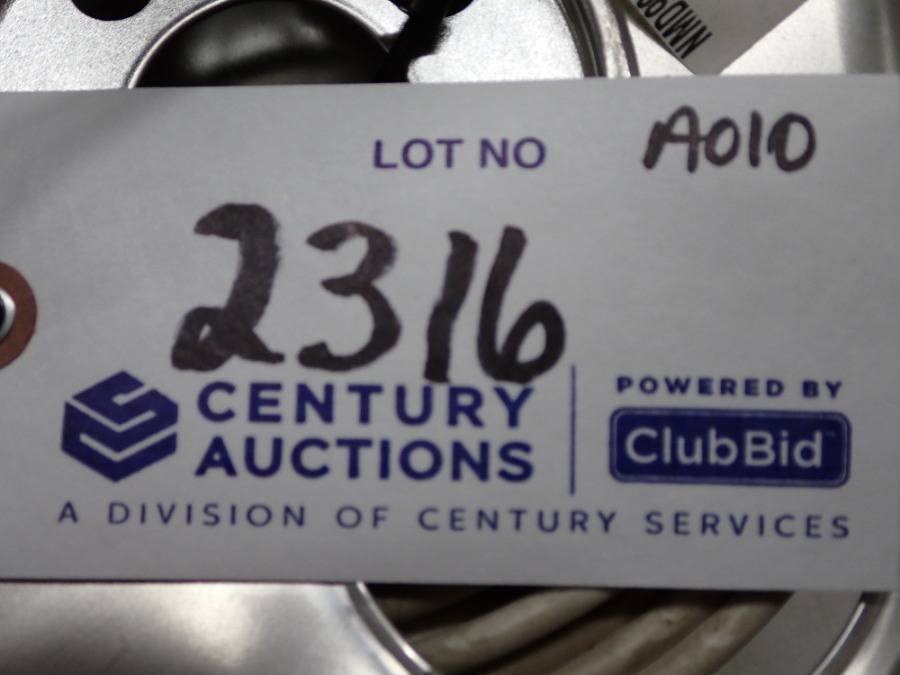 LOT NO
A010
2316
CENTURY
AUCTIONS
POWERED BY
ClubBid
A DIVISION OF CENTURY SERVICES